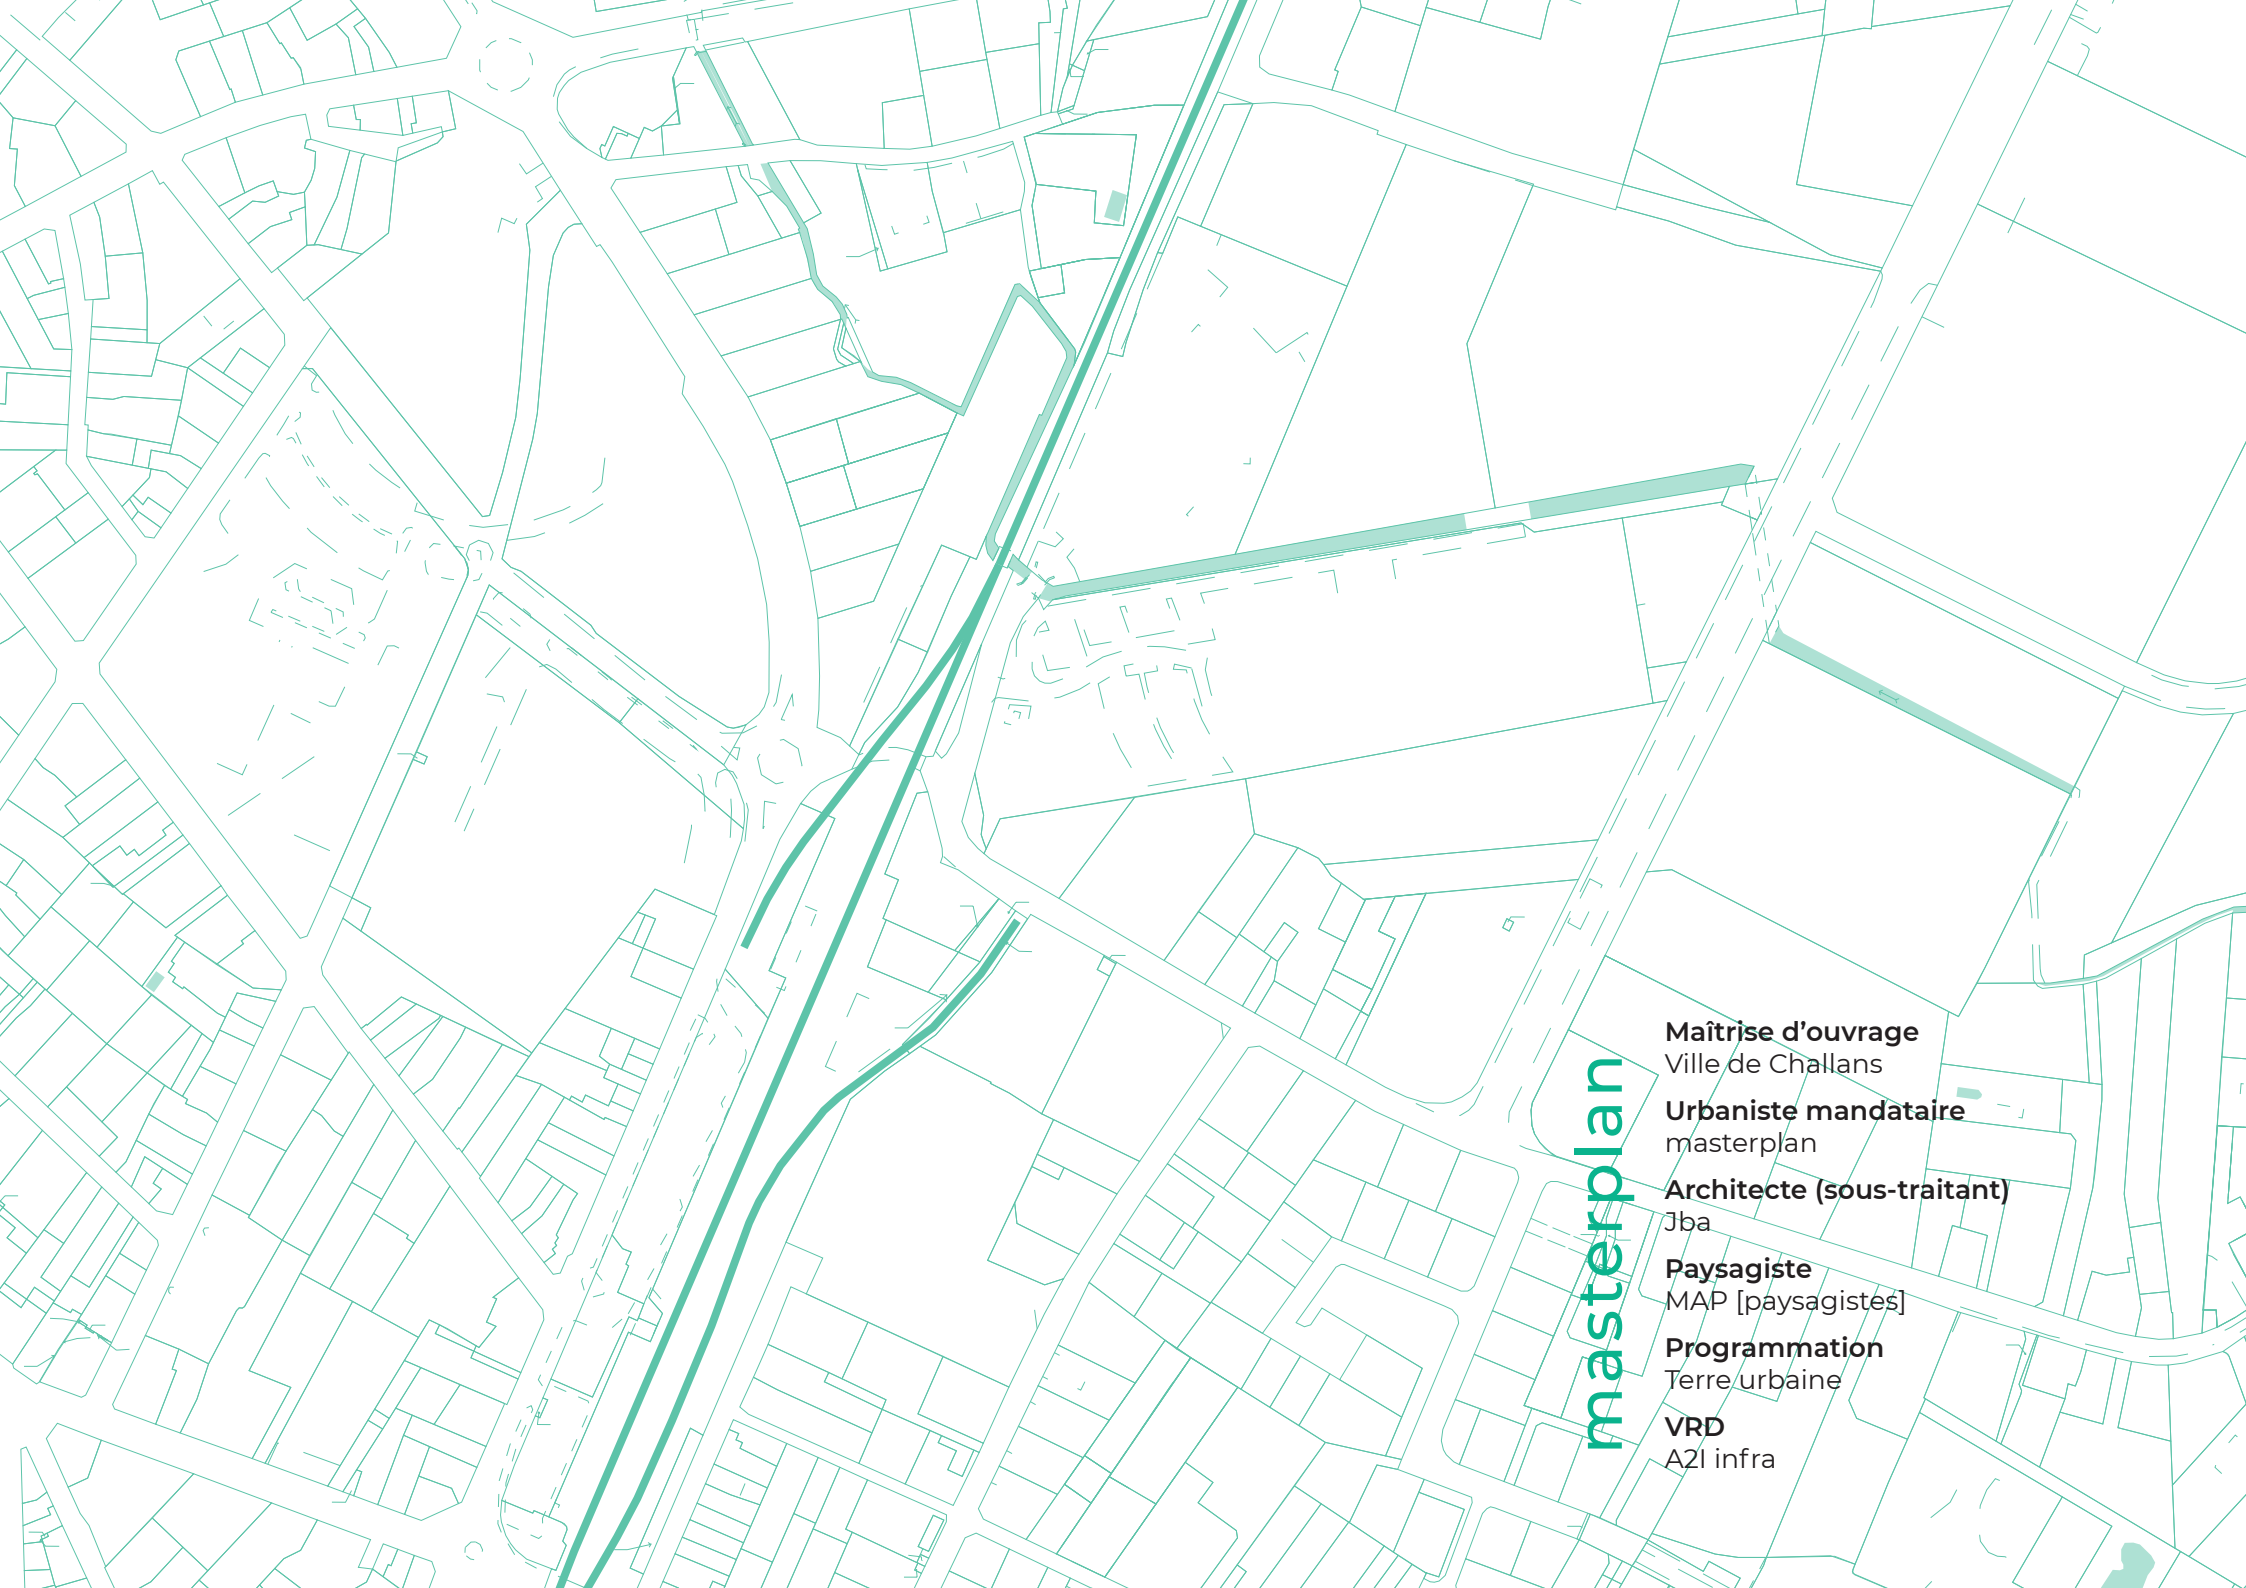 masterplan
Maîtrise d’ouvrage
Ville de Challans
Urbaniste mandataire
masterplan
Architecte (sous-traitant)
Jba
Paysagiste
MAP [paysagistes]
Programmation
Terre urbaine
VRD
A2I infra